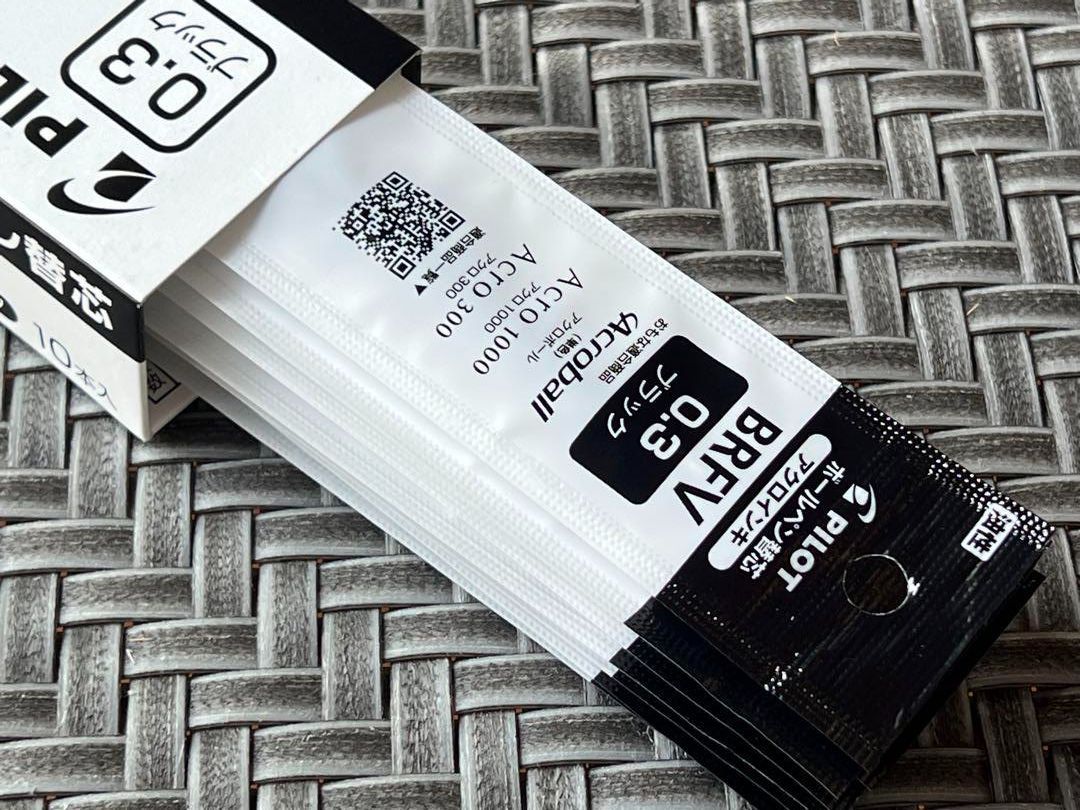 PILOT
ボールペン替芯
アクロインキ
油性
BRFV
0.3
ブラック
おもな適合商品
Acroball
アクロボール
(単色)
Acro 1000
アクロ1000
Acro 300
アクロ300
適合商品一覧▼
0.3
ブラック
PIL
替芯
10本